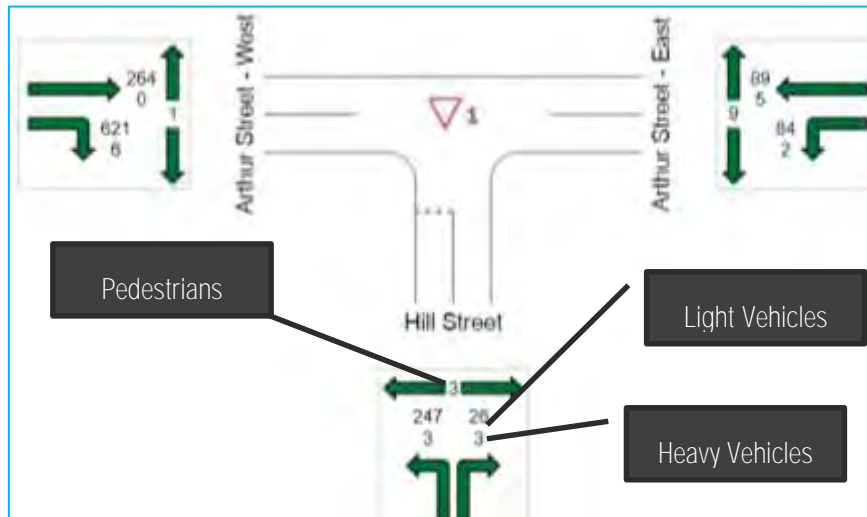 Arthur Street - West
Arthur Street - East
264
0
1
621
6
1
89
5
9
84
2
Pedestrians
Hill Street
Light Vehicles
3
247
26
3
3
Heavy Vehicles